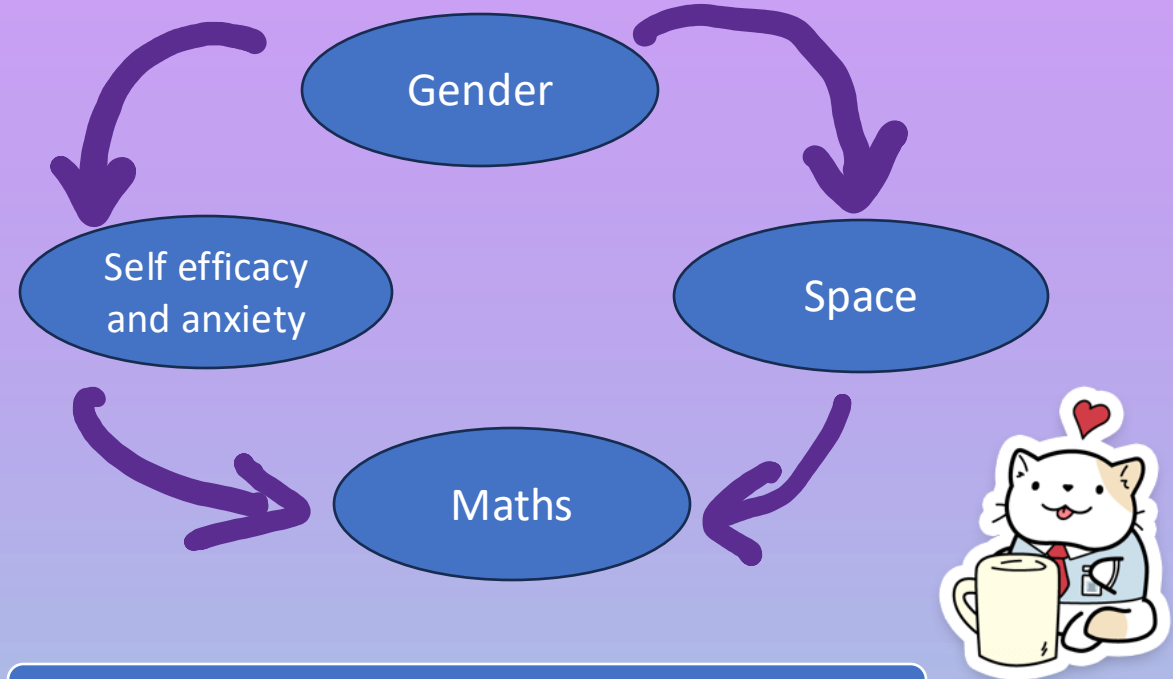 Gender
Self efficacy
and anxiety
Space
Maths